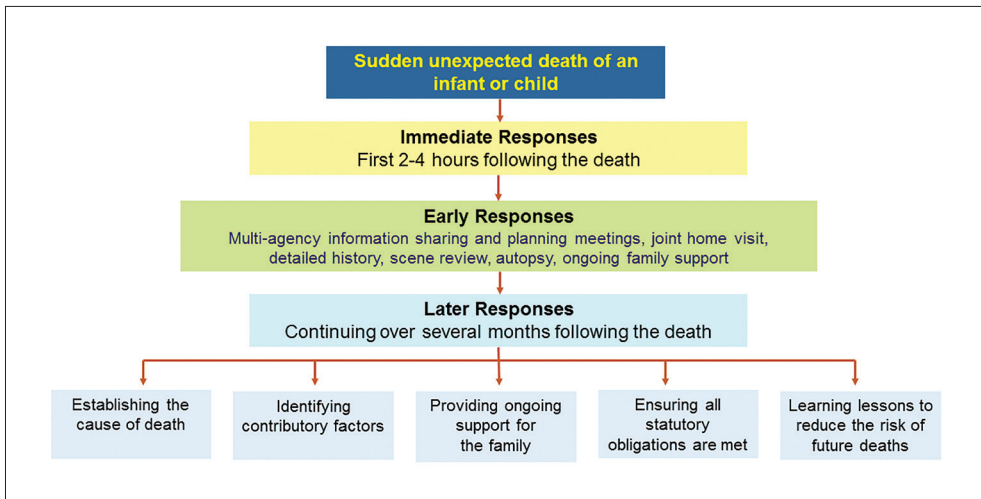 Sudden unexpected death of an
infant or child
Immediate Responses
First 2-4 hours following the death
Early Responses
Multi-agency information sharing and planning meetings, joint home visit,
detailed history, scene review, autopsy, ongoing family support
Later Responses
Continuing over several months following the death
Establishing the
cause of death
Identifying
contributory factors
Providing ongoing
support for
the family
Ensuring all
statutory
obligations are met
Learning lessons to
reduce the risk of
future deaths